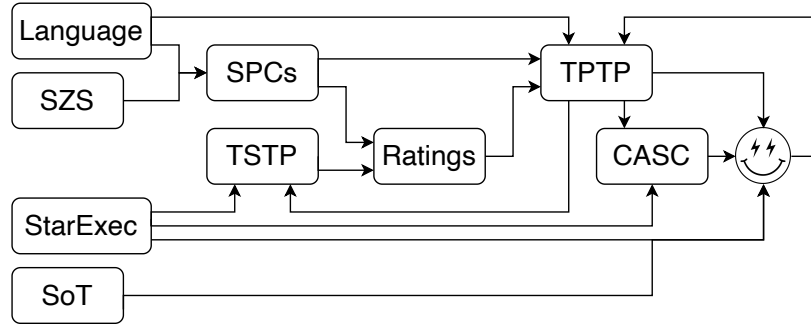 Language
SZS
SPCs
TPTP
TSTP
Ratings
CASC
StarExec
SoT